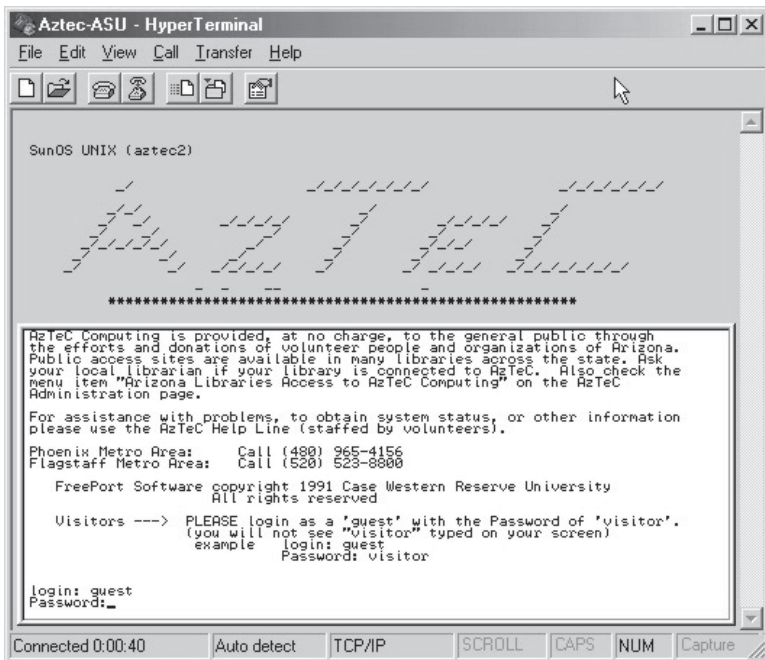 Aztec-ASU - HyperTerminal
File Edit View Call Transfer Help
SunOS UNIX (aztec2)
AzTeC
******************************************************
AzTeC Computing is provided, at no charge, to the general public through
the efforts and donations of volunteer people and organizations of Arizona.
Public access sites are available in many libraries across the state. Ask
your local librarian if your library is connected to AzTeC. Also check the
menu item "Arizona Libraries Access to AzTeC Computing" on the AzTeC
Administration page.
For assistance with problems, to obtain system status, or other information
please use the AzTeC Help Line (staffed by volunteers).
Phoenix Metro Area: Call (480) 965-4156
Flagstaff Metro Area: Call (520) 523-8800
FreePort Software copyright 1991 Case Western Reserve University
All rights reserved
Visitors ---> PLEASE login as a 'guest' with the Password of 'visitor'.
(you will not see "visitor" typed on your screen)
example login: guest
Password: visitor
login: guest
Password:_
Connected 0:00:40 Auto detect TCP/IP SCROLL CAPS NUM Capture